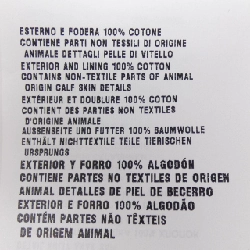 ESTERNO E FODERA 100% COTONE
CONTIENE PARTI NON TESSILI DI ORIGINE
ANIMALE DETTAGLI PELLE DI VITELLO
EXTERIOR AND LINING 100% COTTON
CONTAINS NON-TEXTILE PARTS OF ANIMAL
ORIGIN CALF SKIN DETAILS
EXTÉRIEUR ET DOUBLURE 100% COTON
CONTIENT DES PARTIES NON TEXTILES
D'ORIGINE ANIMALE
AUSSENSEITE UND FUTTER 100% BAUMWOLLE
ENTHÄLT NICHTTEXTILE TEILE TIERISCHEN
URSPRUNGS
EXTERIOR Y FORRO 100% ALGODÓN
CONTIENE PARTES NO TEXTILES DE ORIGEN
ANIMAL DETALLES DE PIEL DE BECERRO
EXTERIOR E FORRO 100% ALGODÃO
CONTÉM PARTES NÃO TÊXTEIS
DE ORIGEM ANIMAL